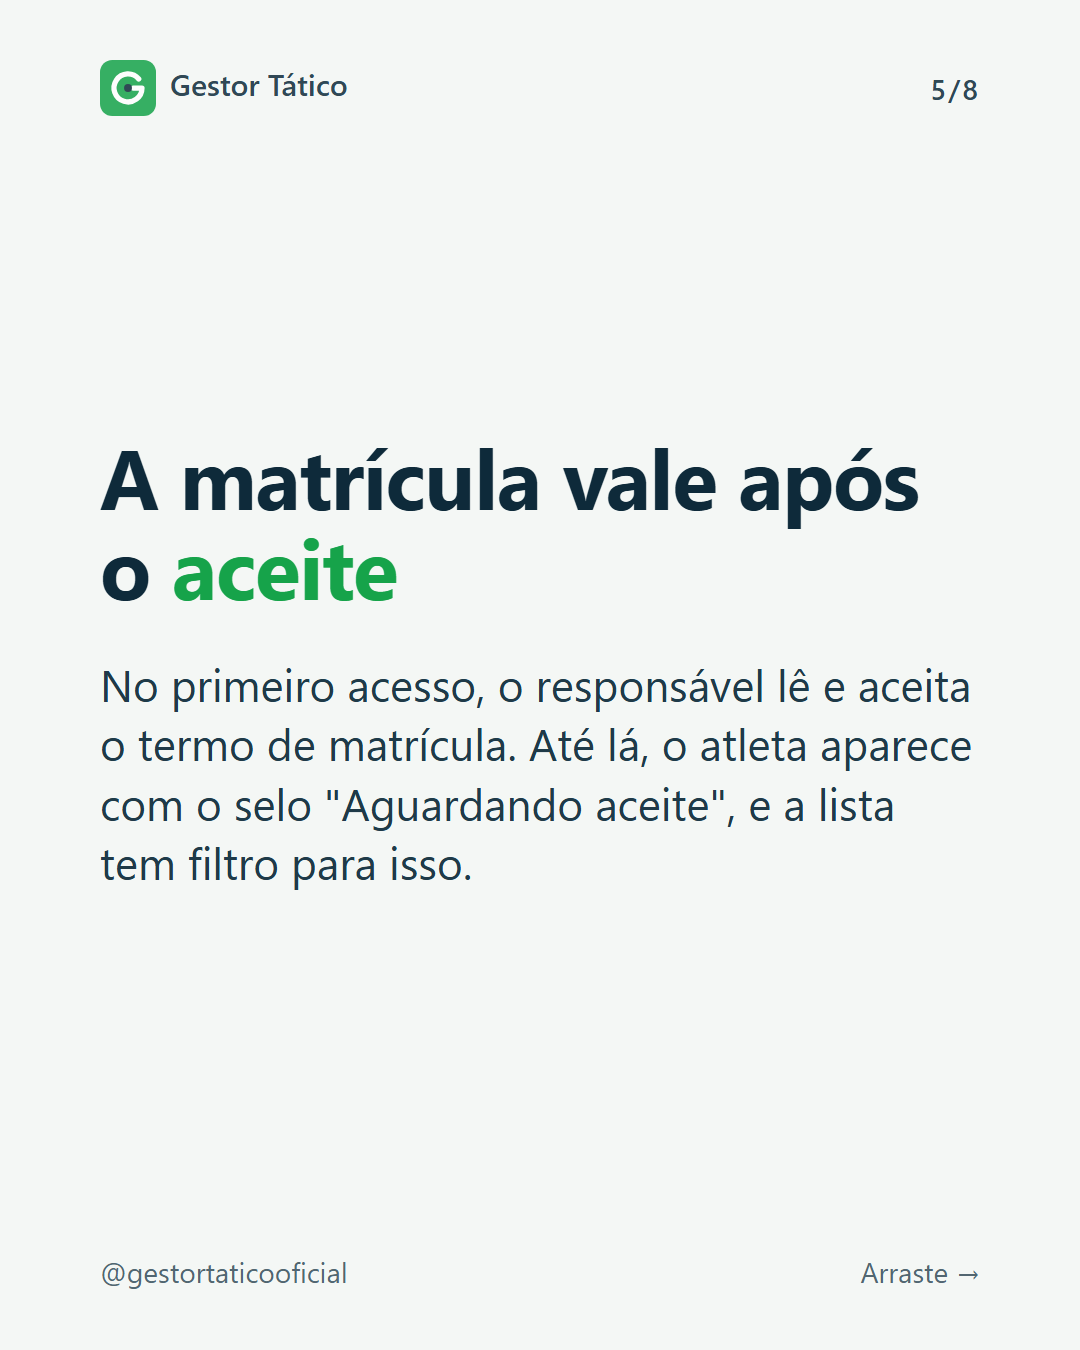 Gestor Tático
5/8
A matrícula vale após
o aceite
No primeiro acesso, o responsável lê e aceita
o termo de matrícula. Até lá, o atleta aparece
com o selo "Aguardando aceite", e a lista
tem filtro para isso.
@gestortaticooficial
Arraste →